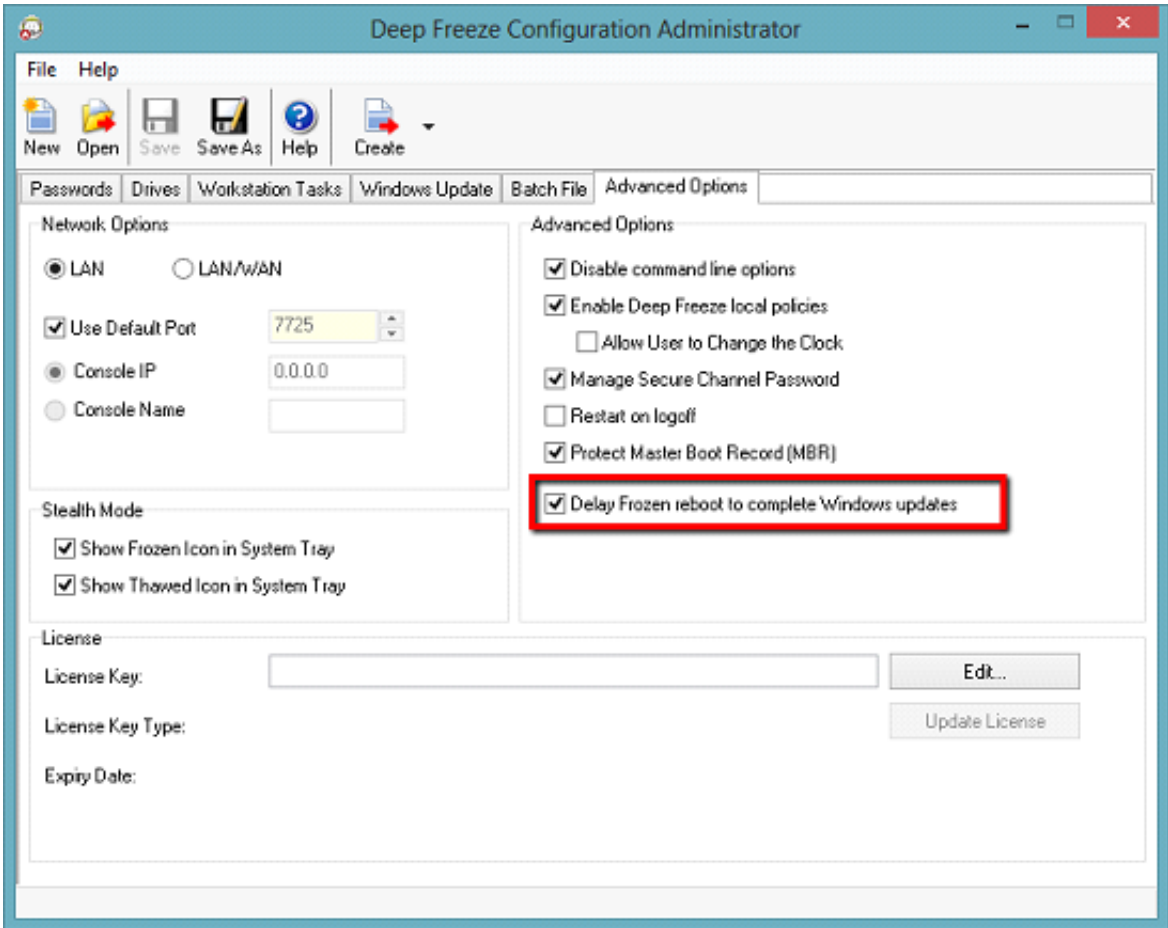 Deep Freeze Configuration Administrator
File Help
New Open Save Save As Help Create
Passwords Drives Workstation Tasks Windows Update Batch File Advanced Options
Network Options
LAN LAN/WAN
Use Default Port 7725
Console IP 0.0.0.0
Console Name
Stealth Mode
Show Frozen Icon in System Tray
Show Thawed Icon in System Tray
Advanced Options
Disable command line options
Enable Deep Freeze local policies
Allow User to Change the Clock
Manage Secure Channel Password
Restart on logoff
Protect Master Boot Record (MBR)
Delay Frozen reboot to complete Windows updates
License
License Key: Edit...
License Key Type: Update License
Expiry Date: